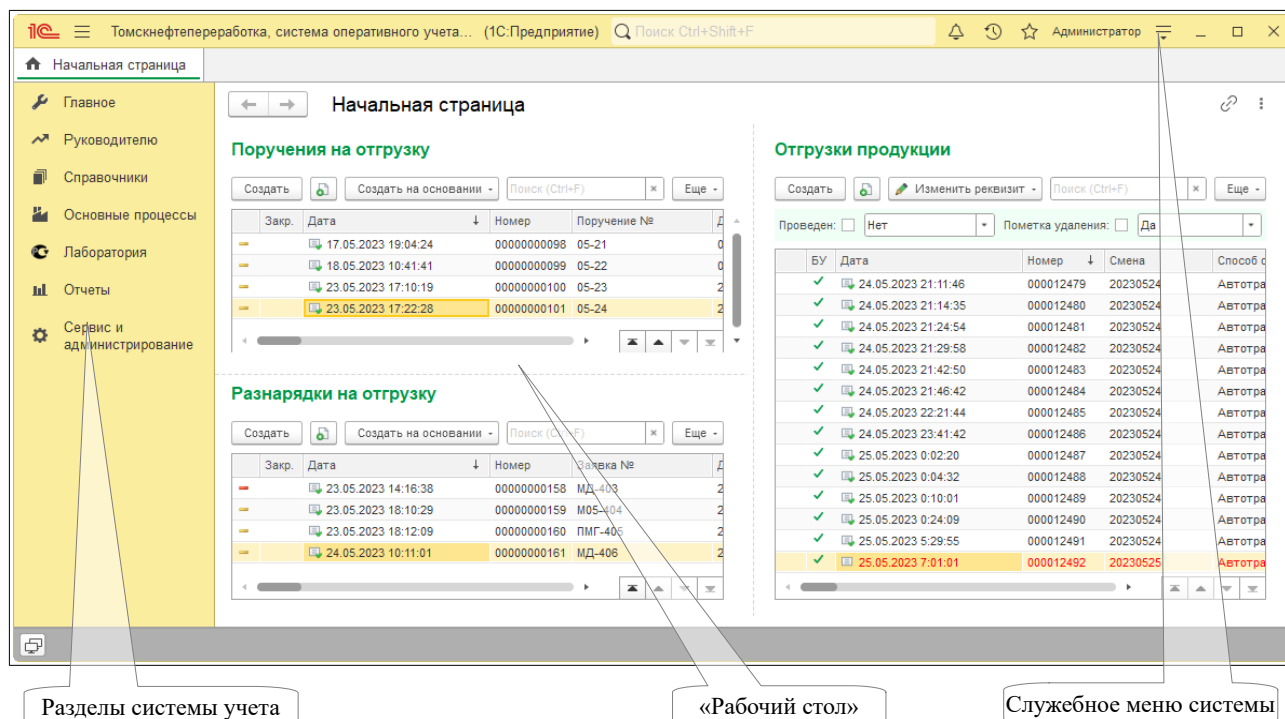 1С Томскнефтепереработка, система оперативного учета... (1С:Предприятие) Поиск Ctrl+Shift+F Администратор
Начальная страница
Главное
Руководителю
Справочники
Основные процессы
Лаборатория
Отчеты
Сервис и
администрирование
Начальная страница
Поручения на отгрузку
Создать Создать на основании Поиск (Ctrl+F) × Еще
Закр. Дата ↓ Номер Поручение № Д
17.05.2023 19:04:24 00000000098 05-21 0
18.05.2023 10:41:41 00000000099 05-22 0
23.05.2023 17:10:19 00000000100 05-23 2
23.05.2023 17:22:28 00000000101 05-24 2
Разнарядки на отгрузку
Создать Создать на основании Поиск (Ctrl+F) × Еще
Закр. Дата ↓ Номер Заявка № Д
23.05.2023 14:16:38 00000000158 МД-403 2
23.05.2023 18:10:29 00000000159 М05-404 2
23.05.2023 18:12:09 00000000160 ПМГ-405 2
24.05.2023 10:11:01 00000000161 МД-406 2
Отгрузки продукции
Создать Изменить реквизит Поиск (Ctrl+F) × Еще
Проведен: Нет Пометка удаления: Да
БУ Дата Номер ↓ Смена Способ о
24.05.2023 21:11:46 000012479 20230524 Автотра
24.05.2023 21:14:35 000012480 20230524 Автотра
24.05.2023 21:24:54 000012481 20230524 Автотра
24.05.2023 21:29:58 000012482 20230524 Автотра
24.05.2023 21:42:50 000012483 20230524 Автотра
24.05.2023 21:46:42 000012484 20230524 Автотра
24.05.2023 22:21:44 000012485 20230524 Автотра
24.05.2023 23:41:42 000012486 20230524 Автотра
25.05.2023 0:02:20 000012487 20230524 Автотра
25.05.2023 0:04:32 000012488 20230524 Автотра
25.05.2023 0:10:01 000012489 20230524 Автотра
25.05.2023 0:24:09 000012490 20230524 Автотра
25.05.2023 5:29:55 000012491 20230524 Автотра
25.05.2023 7:01:01 000012492 20230525 Автотра
Разделы системы учета
«Рабочий стол»
Служебное меню системы